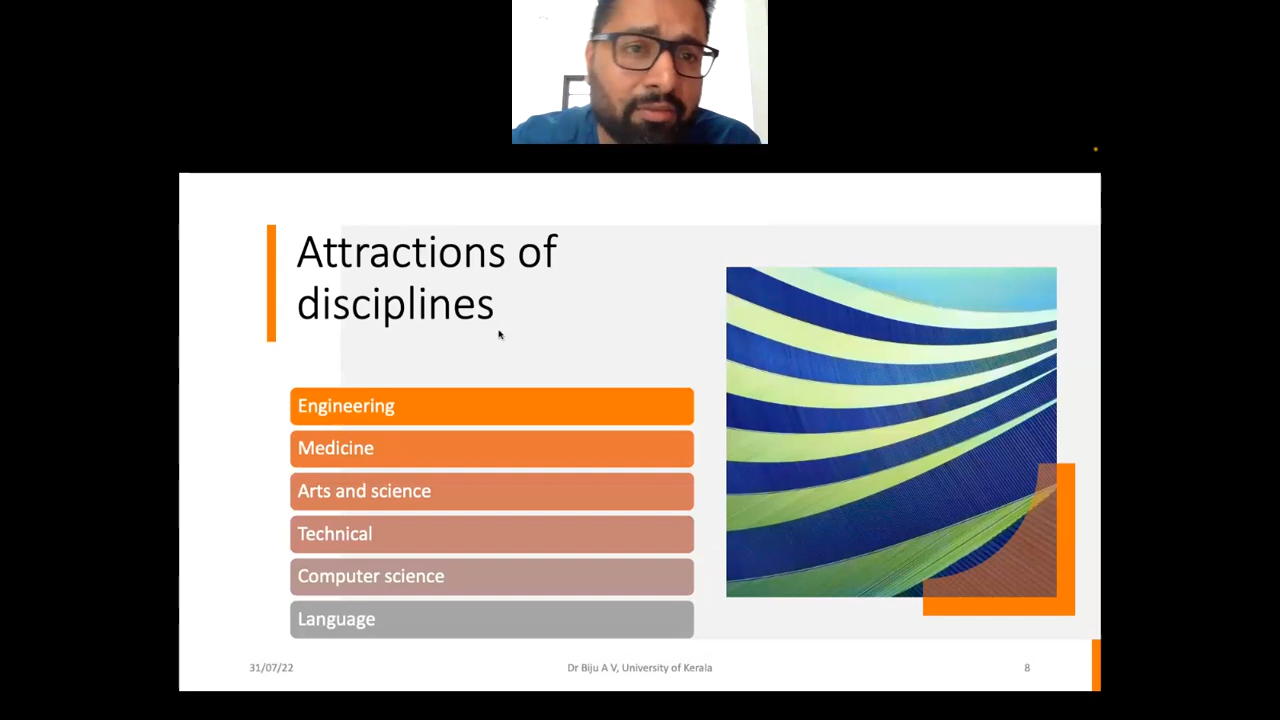 Attractions of
disciplines
Engineering
Medicine
Arts and science
Technical
Computer science
Language
31/07/22
Dr Biju A V, University of Kerala
8